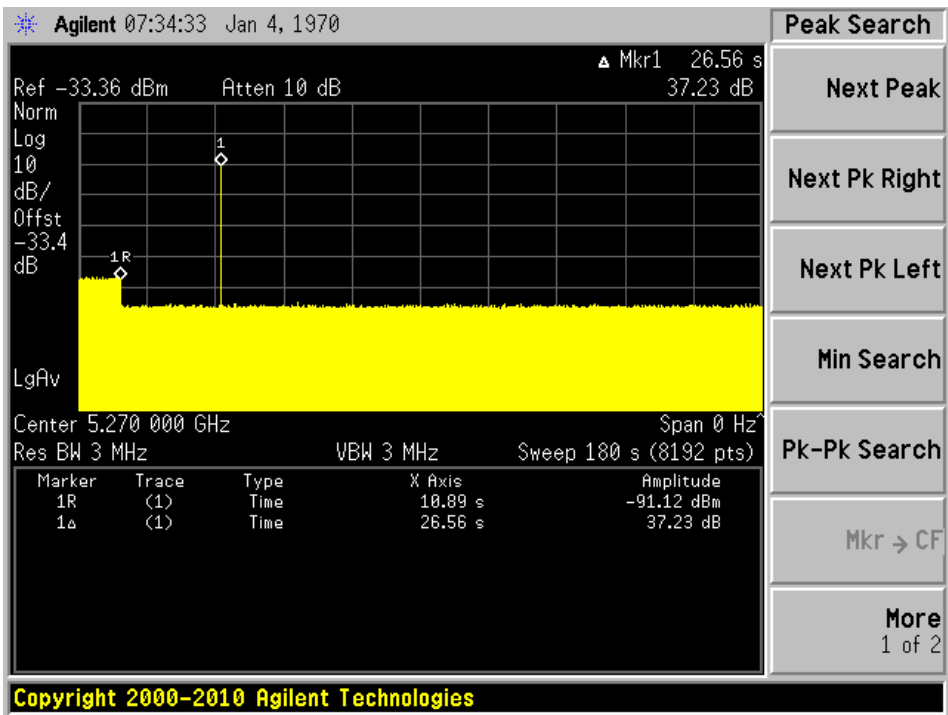 Agilent 07:34:33 Jan 4, 1970
Peak Search
Δ Mkr1 26.56 s
Ref -33.36 dBm Atten 10 dB 37.23 dB
Norm
Log
10
dB/
Offst
-33.4
dB
1
1R
LgAv
Center 5.270 000 GHz Span 0 Hz^
Res BW 3 MHz VBW 3 MHz Sweep 180 s (8192 pts)
Marker Trace Type X Axis Amplitude
1R (1) Time 10.89 s -91.12 dBm
1Δ (1) Time 26.56 s 37.23 dB
Next Peak
Next Pk Right
Next Pk Left
Min Search
Pk-Pk Search
Mkr → CF
More
1 of 2
Copyright 2000-2010 Agilent Technologies